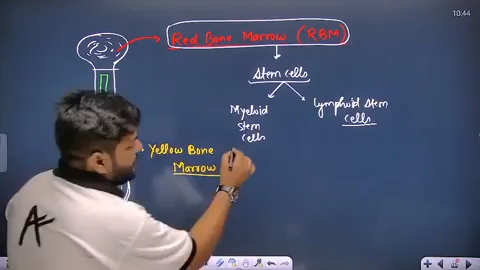 10:44
Red Bone Marrow (RBM)
Stem cells
Myeloid
Stem
cells
Lymphoid Stem
cells
Yellow Bone
Marrow